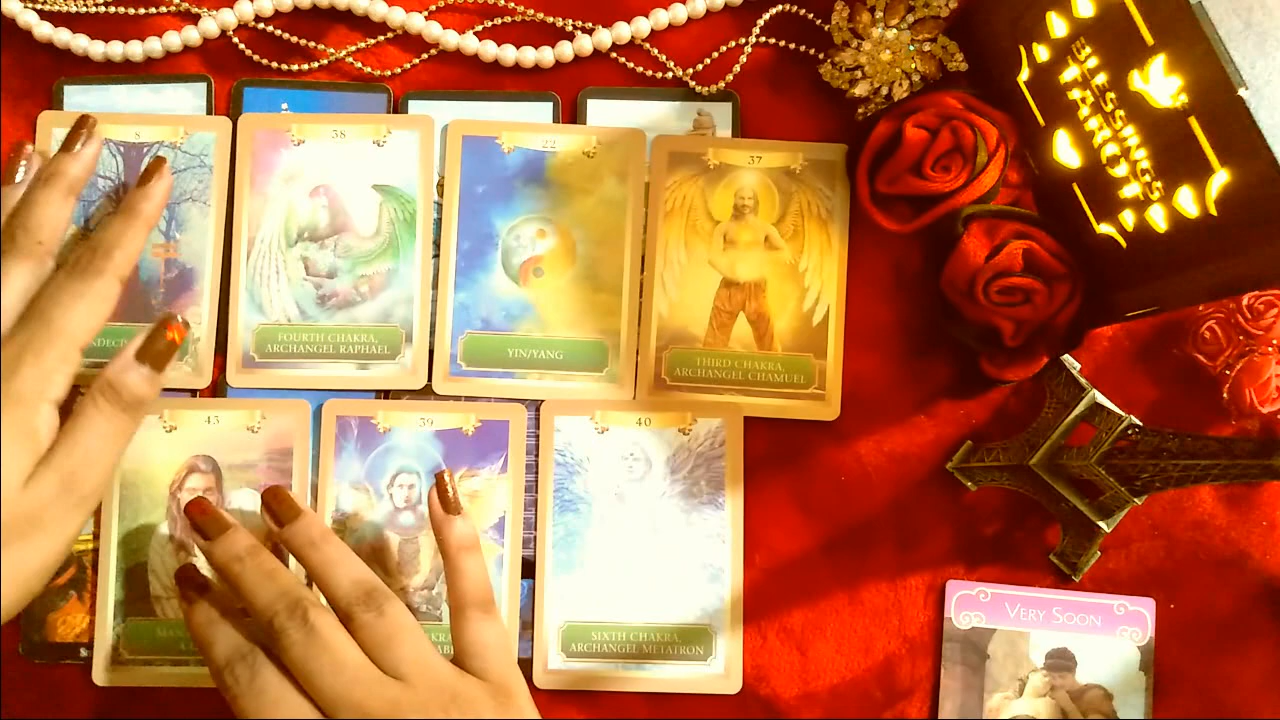 8
38
FOURTH CHAKRA,
ARCHANGEL RAPHAEL
22
YIN/YANG
37
THIRD CHAKRA,
ARCHANGEL CHAMUEL
BLESSINGS
TAROT
43
39
40
SIXTH CHAKRA,
ARCHANGEL METATRON
VERY SOON